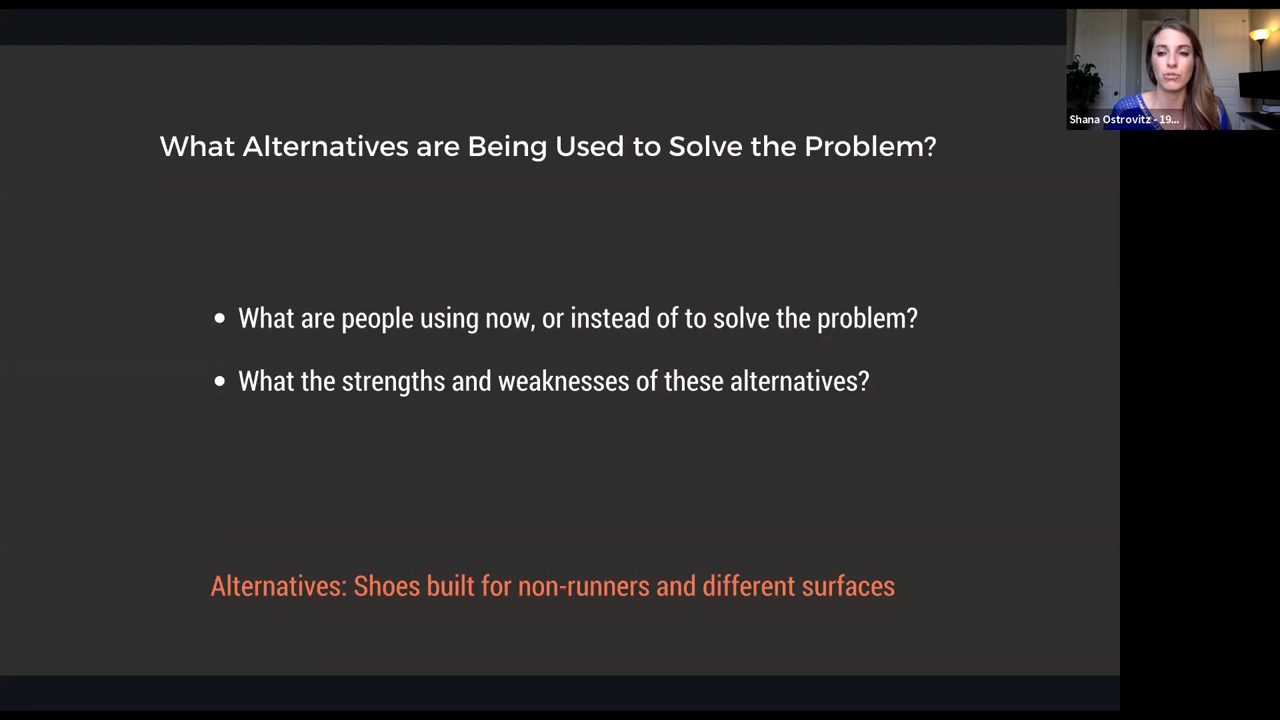 Shana Ostrovitz - 19...
What Alternatives are Being Used to Solve the Problem?
• What are people using now, or instead of to solve the problem?
• What the strengths and weaknesses of these alternatives?
Alternatives: Shoes built for non-runners and different surfaces